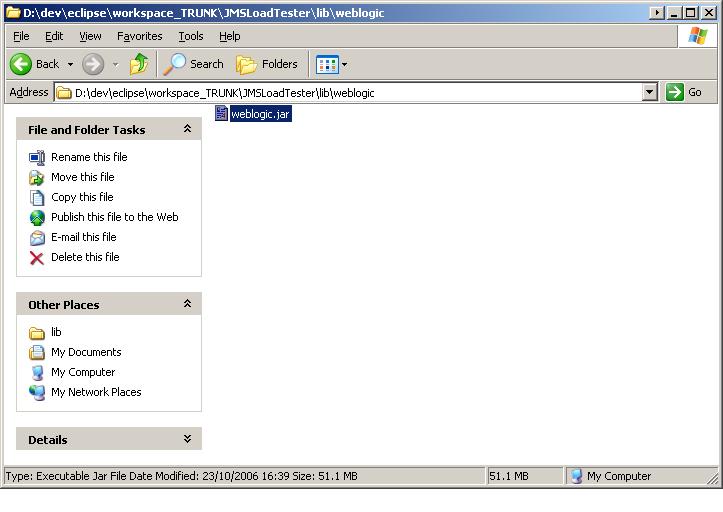 D:\dev\eclipse\workspace_TRUNK\JMSLoadTester\lib\weblogic
File Edit View Favorites Tools Help
Back Search Folders
Address D:\dev\eclipse\workspace_TRUNK\JMSLoadTester\lib\weblogic Go
weblogic.jar
File and Folder Tasks
Rename this file
Move this file
Copy this file
Publish this file to the Web
E-mail this file
Delete this file
Other Places
lib
My Documents
My Computer
My Network Places
Details
Type: Executable Jar File Date Modified: 23/10/2006 16:39 Size: 51.1 MB 51.1 MB My Computer